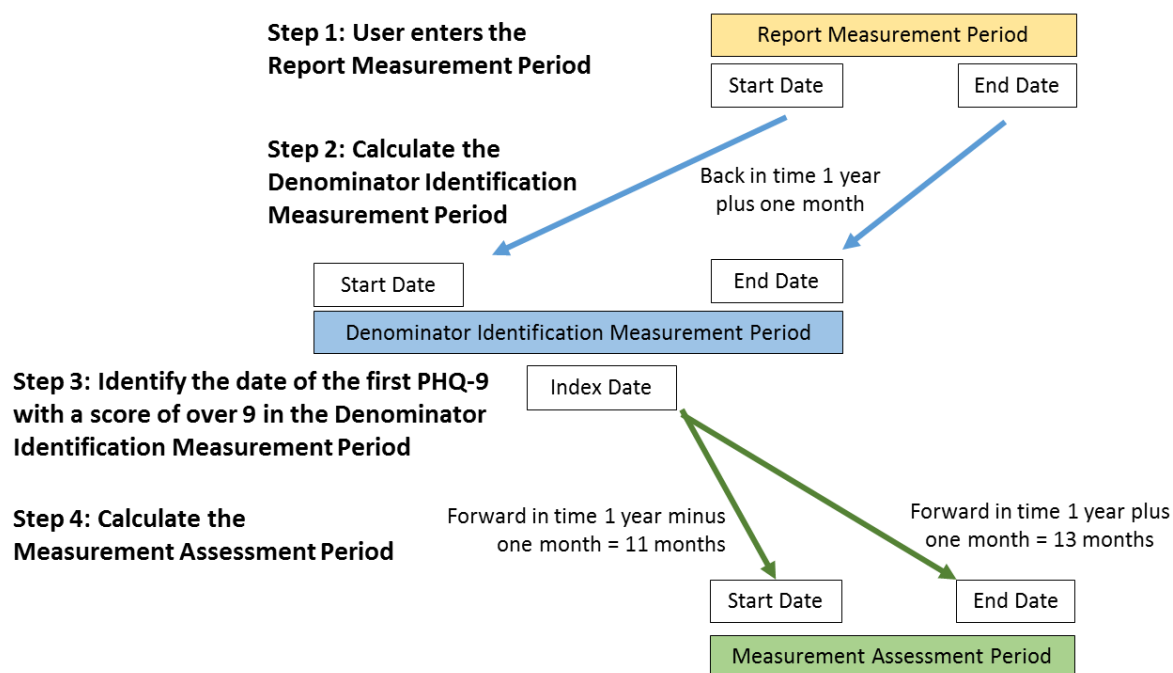 Step 1: User enters the
Report Measurement Period
Report Measurement Period
Start Date
End Date
Step 2: Calculate the
Denominator Identification
Measurement Period
Back in time 1 year
plus one month
Start Date
End Date
Denominator Identification Measurement Period
Step 3: Identify the date of the first PHQ-9
with a score of over 9 in the Denominator
Identification Measurement Period
Index Date
Step 4: Calculate the
Measurement Assessment Period
Forward in time 1 year minus
one month = 11 months
Forward in time 1 year plus
one month = 13 months
Start Date
End Date
Measurement Assessment Period